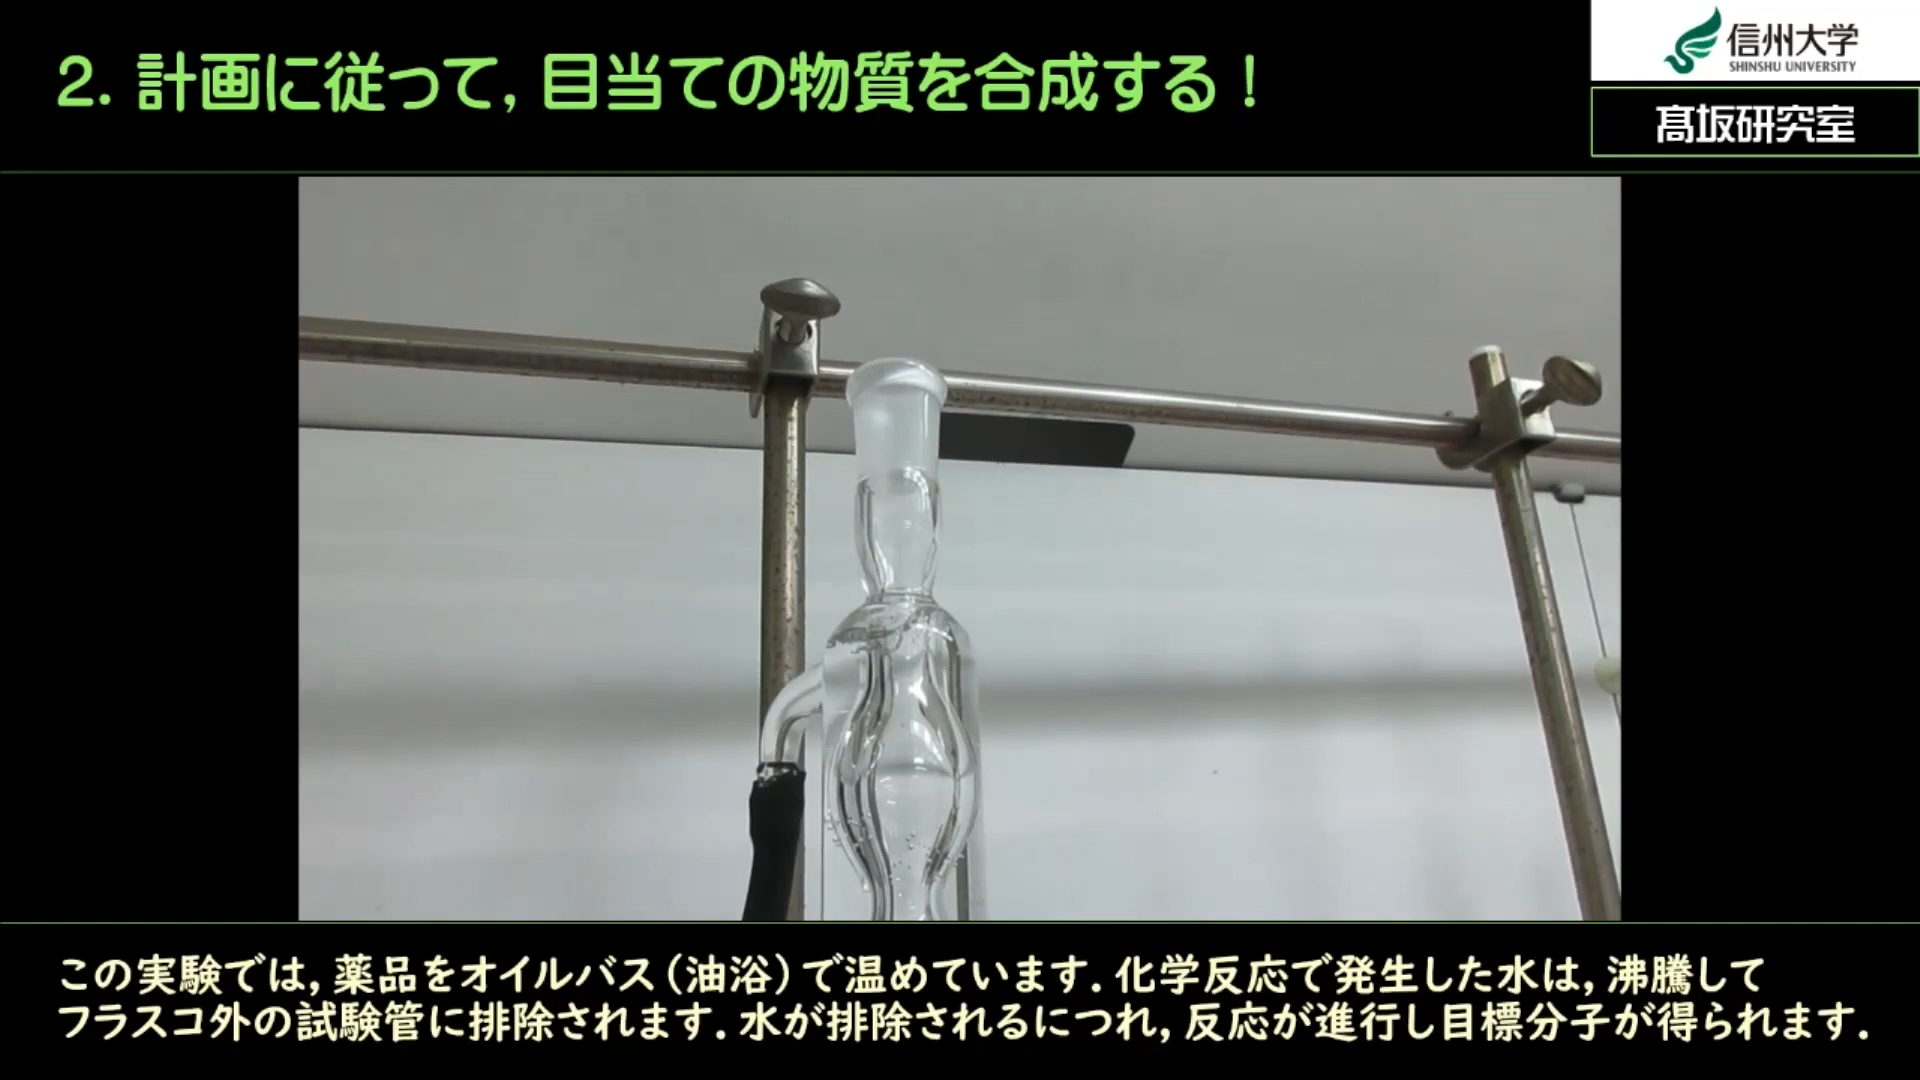 2. 計画に従って, 目当ての物質を合成する！
信州大学
SHINSHU UNIVERSITY
髙坂研究室
この実験では, 薬品をオイルバス（油浴）で温めています. 化学反応で発生した水は, 沸騰して
フラスコ外の試験管に排除されます. 水が排除されるにつれ, 反応が進行し目標分子が得られます.